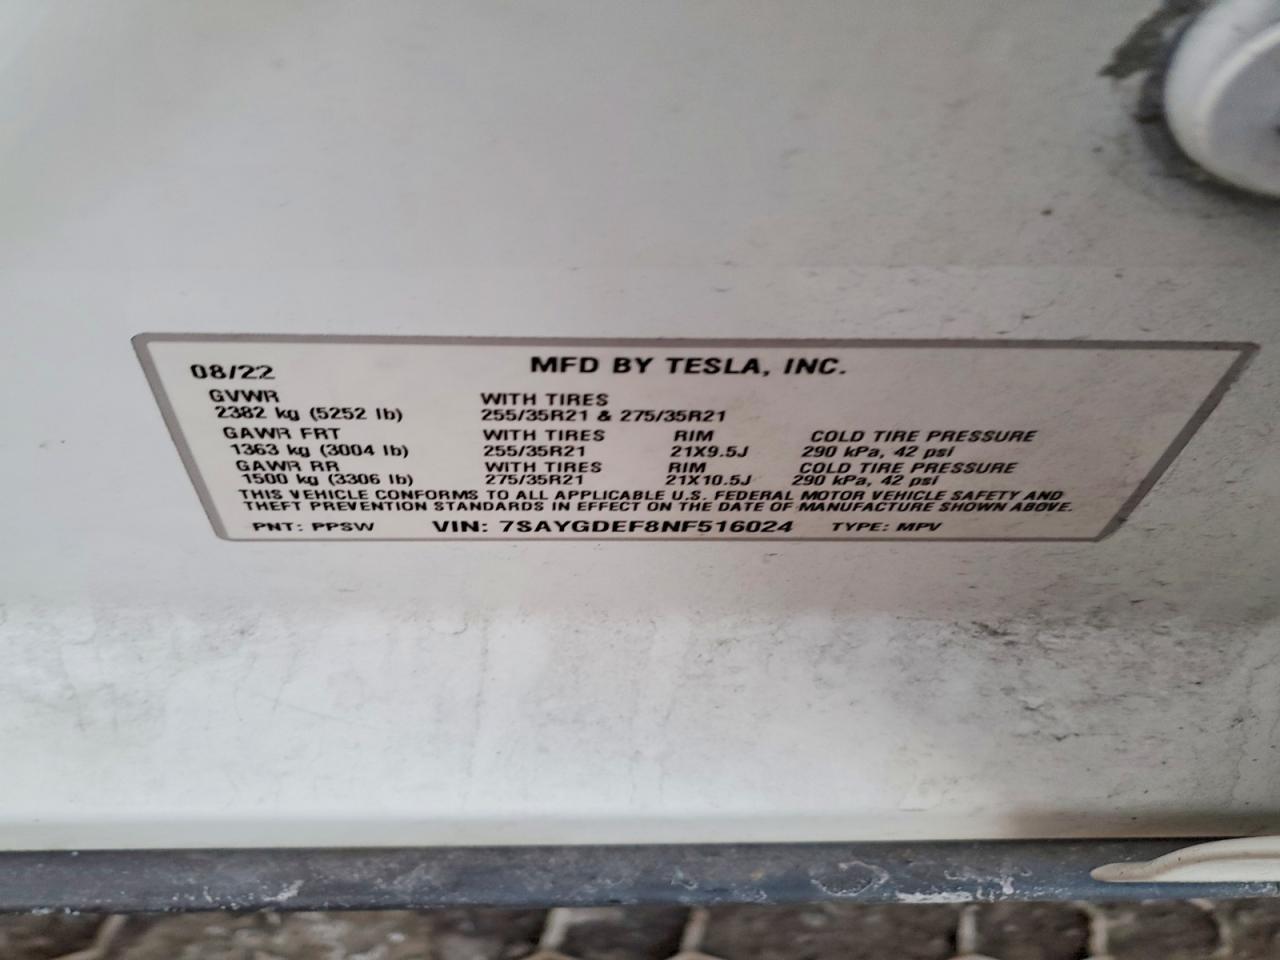 08/22 MFD BY TESLA, INC.
GVWR WITH TIRES
2382 kg (5252 lb) 255/35R21 & 275/35R21
GAWR FRT WITH TIRES RIM COLD TIRE PRESSURE
1363 kg (3004 lb) 255/35R21 21X9.5J 290 kPa, 42 psi
GAWR RR WITH TIRES RIM COLD TIRE PRESSURE
1500 kg (3306 lb) 275/35R21 21X10.5J 290 kPa, 42 psi
THIS VEHICLE CONFORMS TO ALL APPLICABLE U.S. FEDERAL MOTOR VEHICLE SAFETY AND
THEFT PREVENTION STANDARDS IN EFFECT ON THE DATE OF MANUFACTURE SHOWN ABOVE.
PNT: PPSW VIN: 7SAYGDEF8NF516024 TYPE: MPV